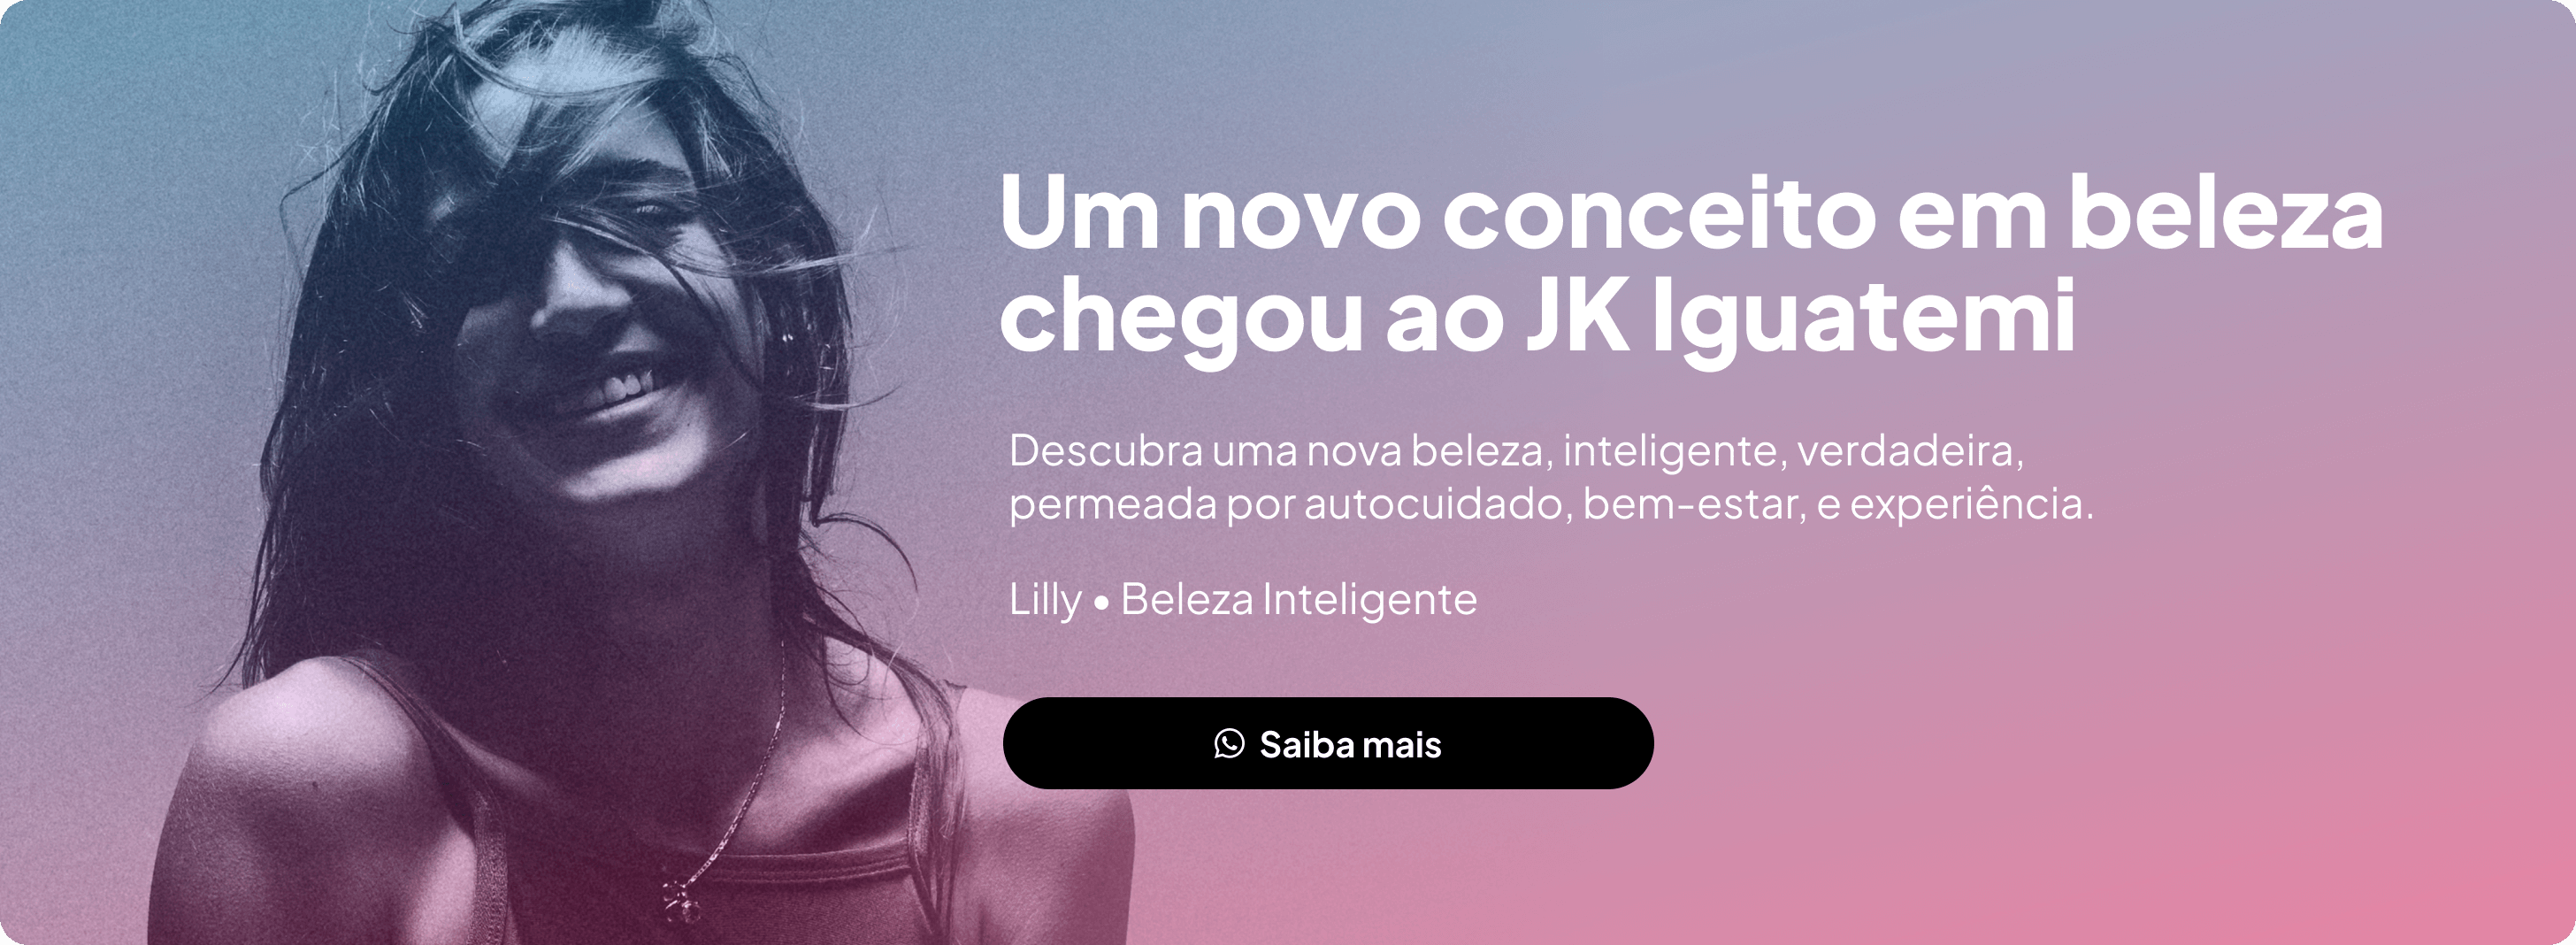 Um novo conceito em beleza
chegou ao JK Iguatemi
Descubra uma nova beleza, inteligente, verdadeira,
permeada por autocuidado, bem-estar, e experiência.
Lilly • Beleza Inteligente
Saiba mais